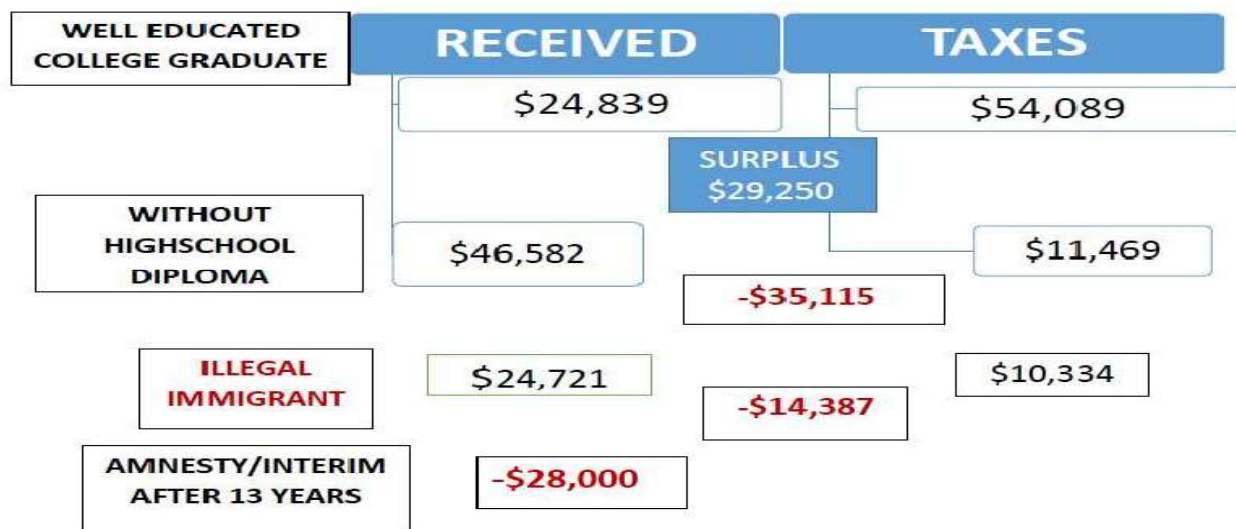 WELL EDUCATED
COLLEGE GRADUATE
RECEIVED
TAXES
$24,839
$54,089
SURPLUS
$29,250
WITHOUT
HIGHSCHOOL
DIPLOMA
$46,582
$11,469
-$35,115
ILLEGAL
IMMIGRANT
$24,721
$10,334
-$14,387
AMNESTY/INTERIM
AFTER 13 YEARS
-$28,000